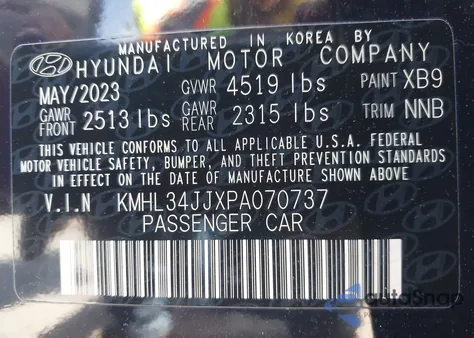 MANUFACTURED IN KOREA BY
HYUNDAI MOTOR COMPANY
MAY/2023 GVWR 4519 lbs PAINT XB9
GAWR FRONT 2513 lbs GAWR REAR 2315 lbs TRIM NNB
THIS VEHICLE CONFORMS TO ALL APPLICABLE U.S.A. FEDERAL
MOTOR VEHICLE SAFETY, BUMPER, AND THEFT PREVENTION STANDARDS
IN EFFECT ON THE DATE OF MANUFACTURE SHOWN ABOVE
V.I.N KMHL34JJXPA070737
PASSENGER CAR
autoSnap